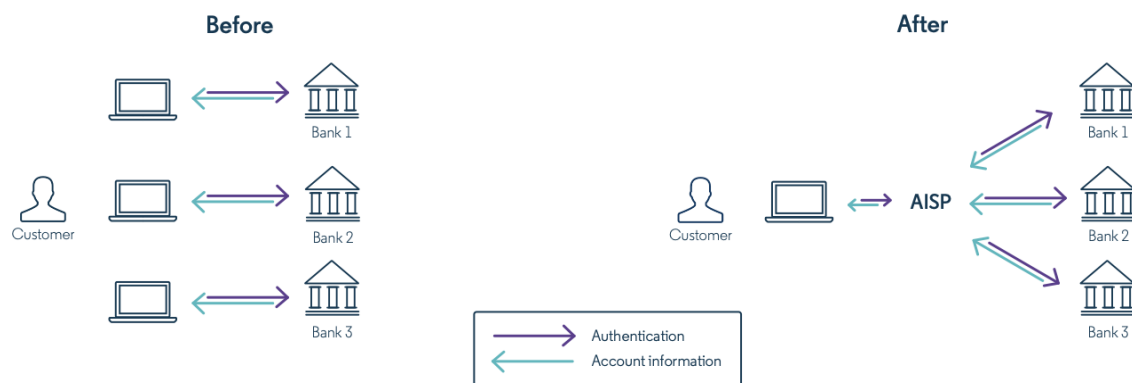 Before
After
Bank 1
Bank 1
Customer
Bank 2
Customer
AISP
Bank 2
Bank 3
Bank 3
Authentication
Account information